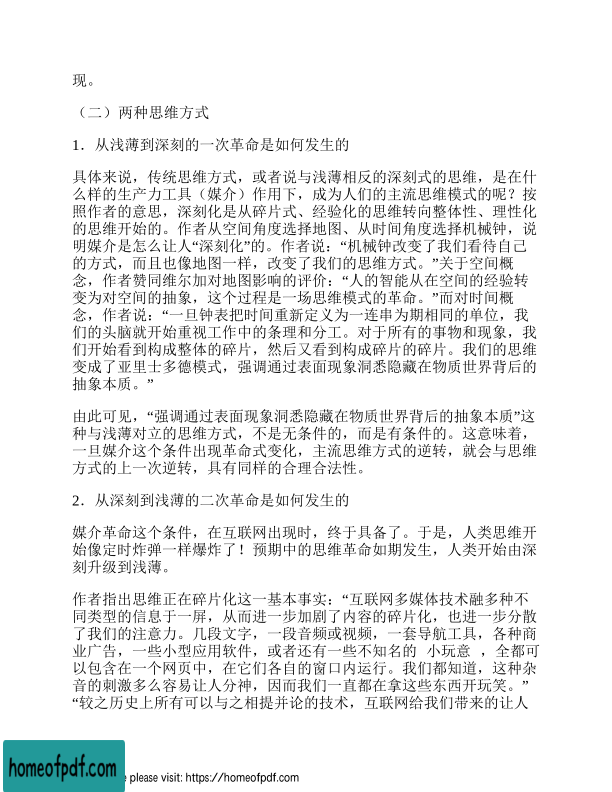 现。
（二）两种思维方式
1．从浅薄到深刻的一次革命是如何发生的
具体来说，传统思维方式，或者说与浅薄相反的深刻式的思维，是在什
么样的生产力工具（媒介）作用下，成为人们的主流思维模式的呢？按
照作者的意思，深刻化是从碎片式、经验化的思维转向整体性、理性化
的思维开始的。作者从空间角度选择地图、从时间角度选择机械钟，说
明媒介是怎么让人“深刻化”的。作者说：“机械钟改变了我们看待自己
的方式，而且也像地图一样，改变了我们的思维方式。”关于空间概
念，作者赞同维尔加对地图影响的评价：“人的智能从在空间的经验转
变为对空间的抽象，这个过程是一场思维模式的革命。”而对时间概
念，作者说：“一旦钟表把时间重新定义为一连串为期相同的单位，我
们的头脑就开始重视工作中的条理和分工。对于所有的事物和现象，我
们开始看到构成整体的碎片，然后又看到构成碎片的碎片。我们的思维
变成了亚里士多德模式，强调通过表面现象洞悉隐藏在物质世界背后的
抽象本质。”
由此可见，“强调通过表面现象洞悉隐藏在物质世界背后的抽象本质”这
种与浅薄对立的思维方式，不是无条件的，而是有条件的。这意味着，
一旦媒介这个条件出现革命式变化，主流思维方式的逆转，就会与思维
方式的上一次逆转，具有同样的合理合法性。
2．从深刻到浅薄的二次革命是如何发生的
媒介革命这个条件，在互联网出现时，终于具备了。于是，人类思维开
始像定时炸弹一样爆炸了！预期中的思维革命如期发生，人类开始由深
刻升级到浅薄。
作者指出思维正在碎片化这一基本事实：“互联网多媒体技术融多种不
同类型的信息于一屏，从而进一步加剧了内容的碎片化，也进一步分散
了我们的注意力。几段文字，一段音频或视频，一套导航工具，各种商
业广告，一些小型应用软件，或者还有一些不知名的 小玩意 ，全都可
以包含在一个网页中，在它们各自的窗口内运行。我们都知道，这种杂
音的刺激多么容易让人分神，因而我们一直都在拿这些东西开玩笑。”
“较之历史上所有可以与之相提并论的技术，互联网给我们带来的让人
homeofpdf.com
e please visit: https://homeofpdf.com